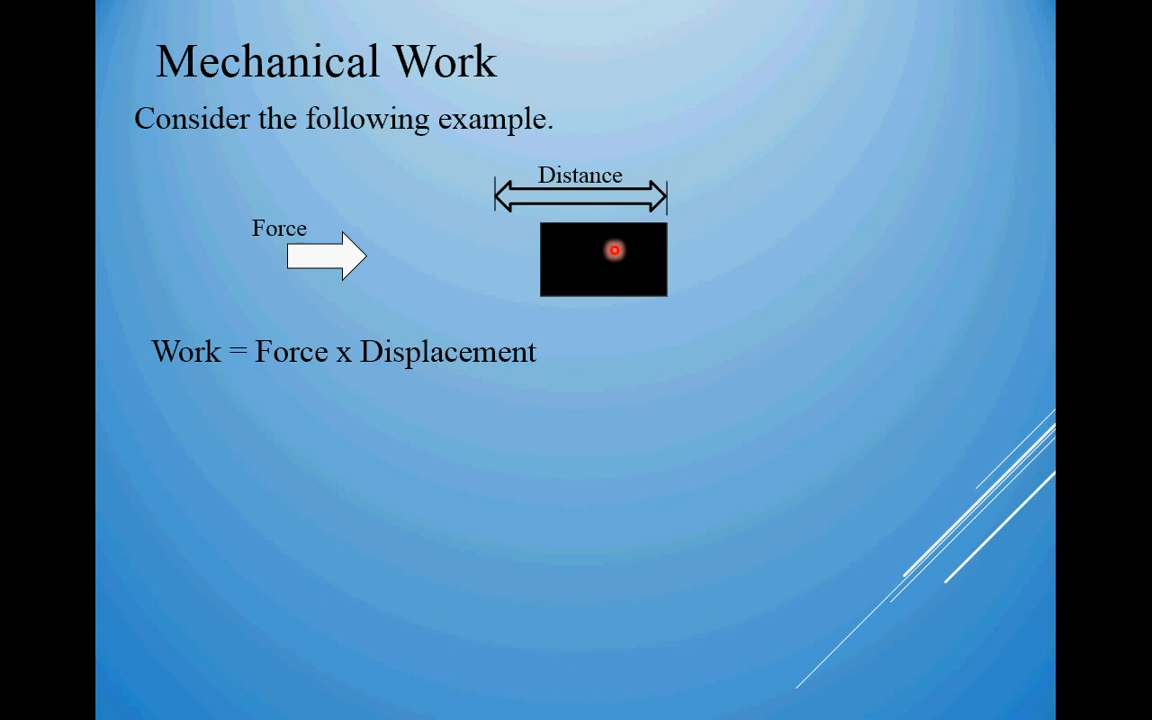 Mechanical Work
Consider the following example.
Distance
Force
Work = Force x Displacement